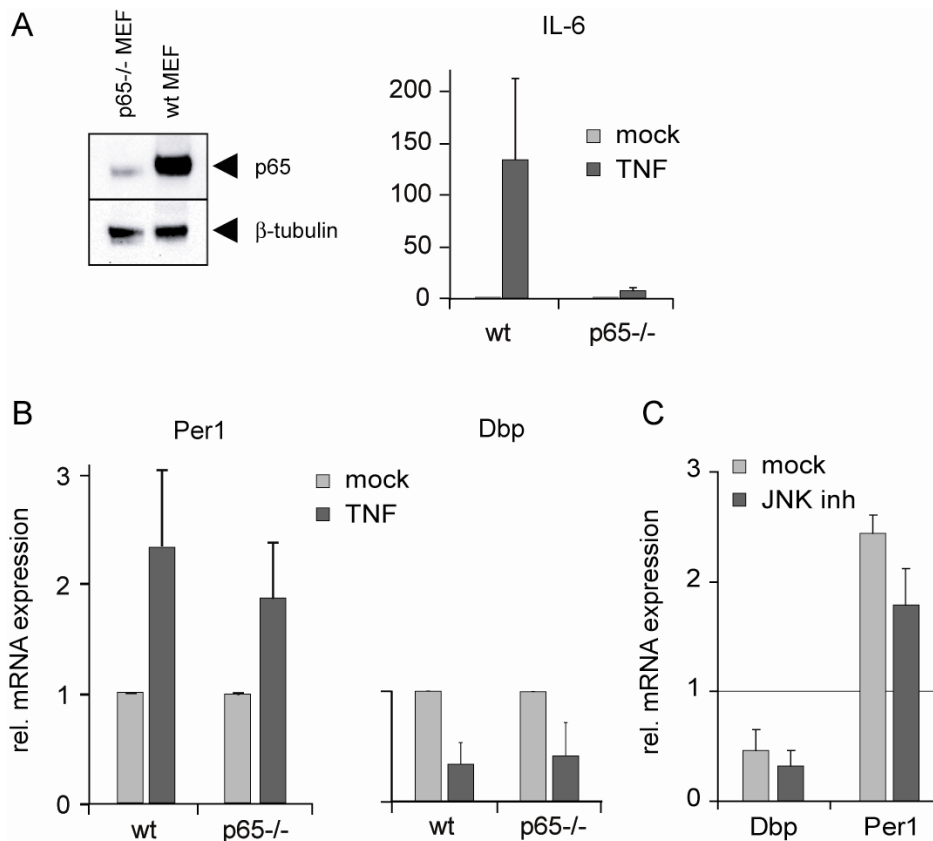 A
p65-/- MEF
wt MEF
p65
β-tubulin
IL-6
200
150
100
50
0
mock
TNF
wt
p65-/-
B
Per1
rel. mRNA expression
3
2
1
0
mock
TNF
wt
p65-/-
Dbp
wt
p65-/-
C
rel. mRNA expression
3
2
1
0
mock
JNK inh
Dbp
Per1